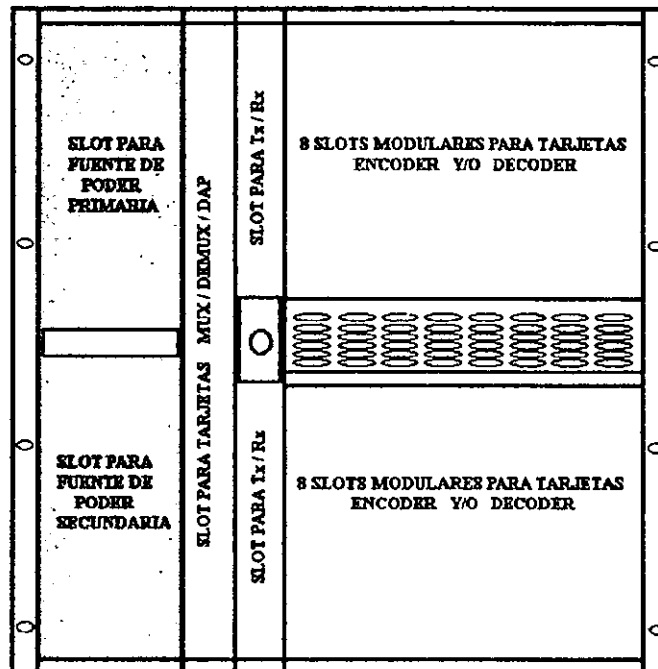 SLOT PARA
FUENTE DE
PODER
PRIMARIA
SLOT PARA
FUENTE DE
PODER
SECUNDARIA
SLOT PARA TARJETAS MUX / DEMUX / DAP
SLOT PARA Tx / Rx
SLOT PARA Tx / Rx
8 SLOTS MODULARES PARA TARJETAS
ENCODER Y/O DECODER
8 SLOTS MODULARES PARA TARJETAS
ENCODER Y/O DECODER